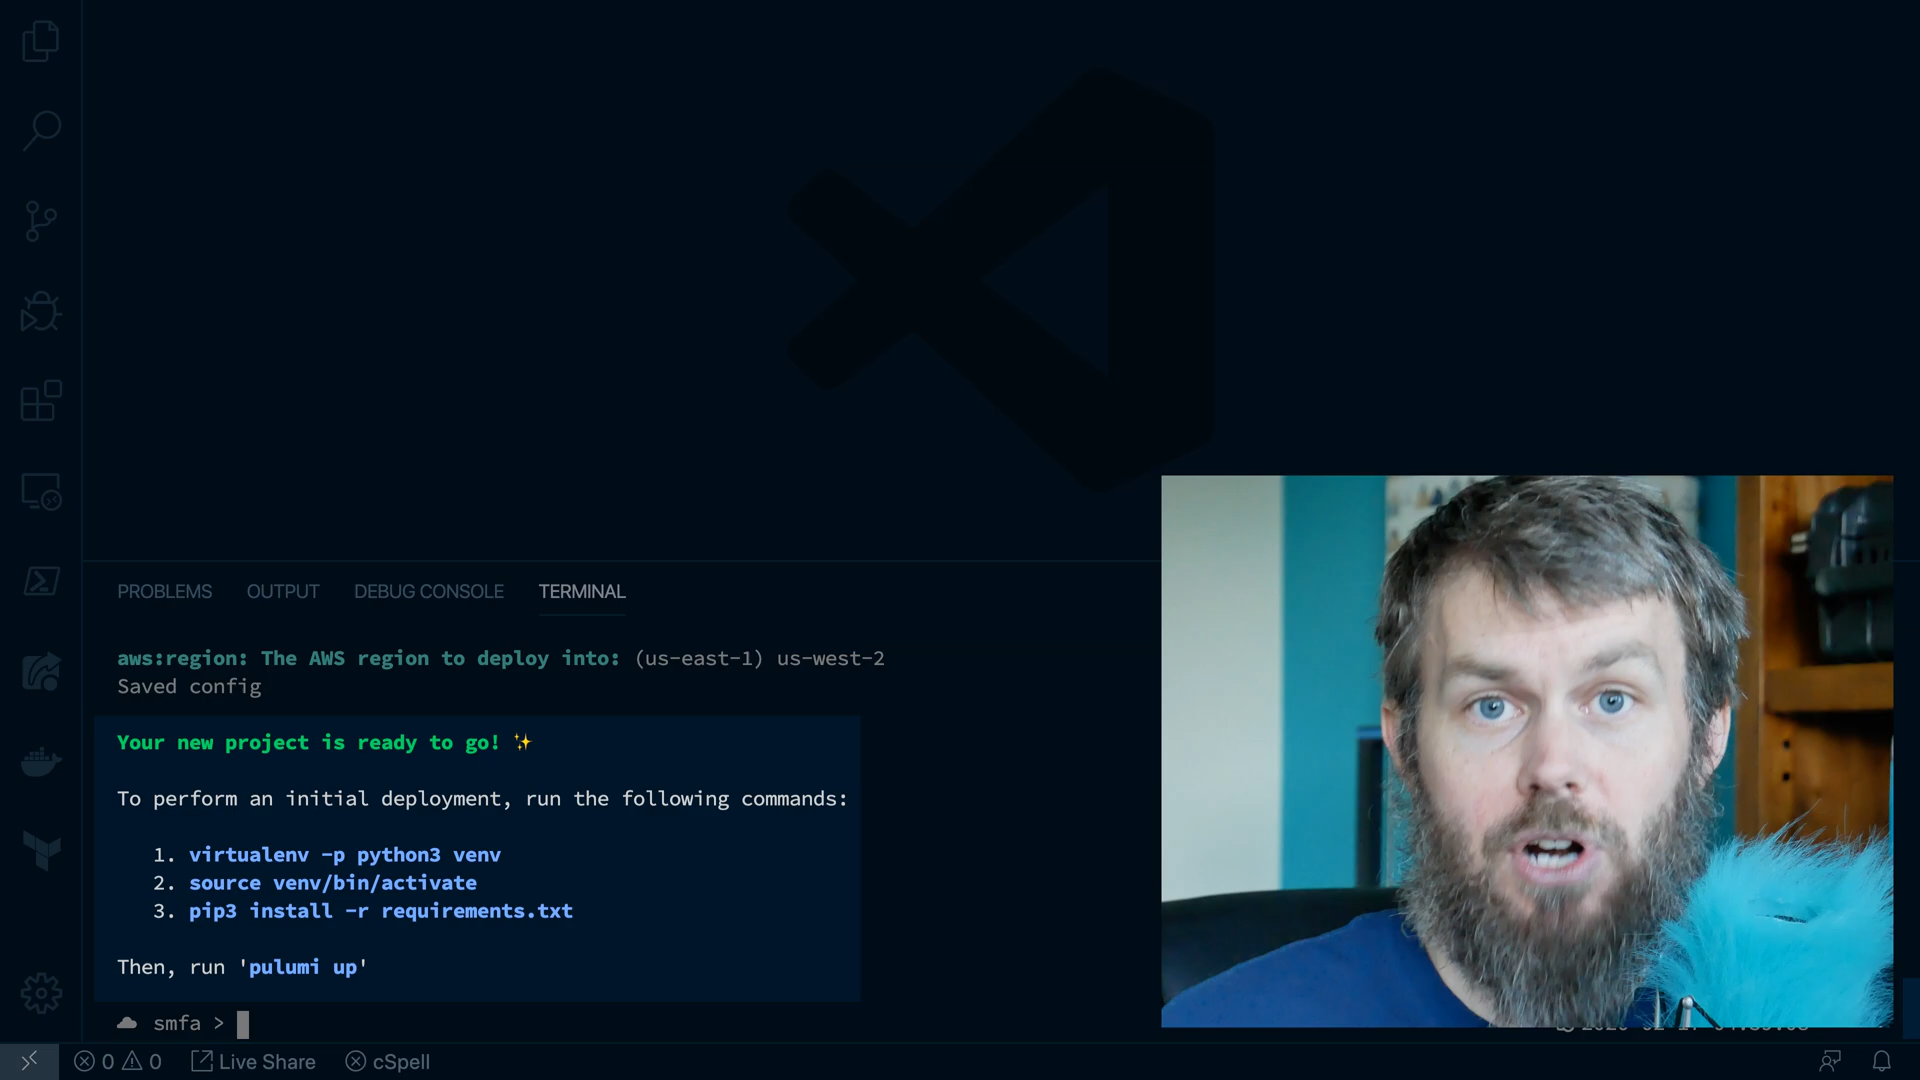 PROBLEMS OUTPUT DEBUG CONSOLE TERMINAL
aws:region: The AWS region to deploy into: (us-east-1) us-west-2
Saved config
Your new project is ready to go! ✨
To perform an initial deployment, run the following commands:
1. virtualenv -p python3 venv
2. source venv/bin/activate
3. pip3 install -r requirements.txt
Then, run 'pulumi up'
smfa >
0 0 Live Share cSpell